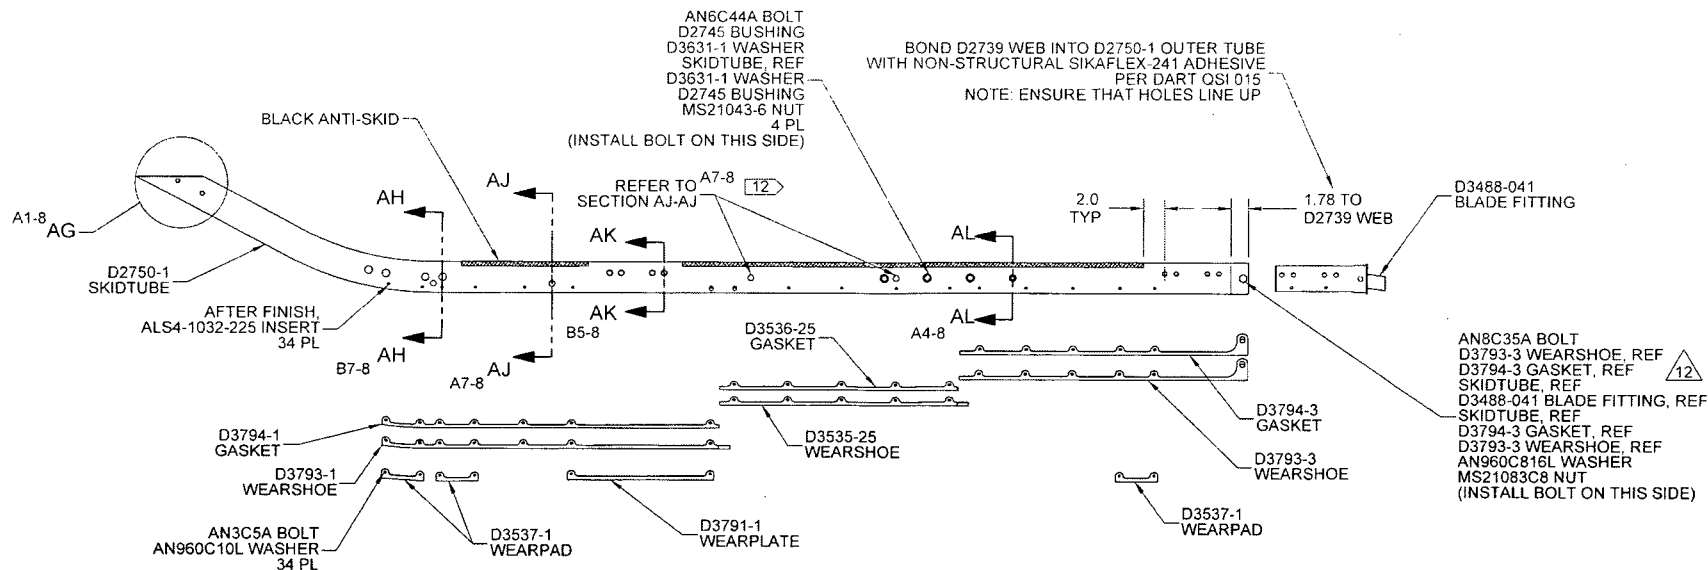 AN6C44A BOLT
D2745 BUSHING
D3631-1 WASHER
SKIDTUBE, REF
D3631-1 WASHER
D2745 BUSHING
MS21043-6 NUT
4 PL
(INSTALL BOLT ON THIS SIDE)
BOND D2739 WEB INTO D2750-1 OUTER TUBE
WITH NON-STRUCTURAL SIKAFLEX-241 ADHESIVE
PER DART QSI 015
NOTE: ENSURE THAT HOLES LINE UP
BLACK ANTI-SKID
A1-8
AG
D2750-1
SKIDTUBE
AFTER FINISH,
ALS4-1032-225 INSERT
34 PL
AH
AH
B7-8
AJ
AJ
A7-8
REFER TO
SECTION AJ-AJ
A7-8
12
AK
AK
B5-8
AL
AL
A4-8
2.0
TYP
1.78 TO
D2739 WEB
D3488-041
BLADE FITTING
D3536-25
GASKET
D3535-25
WEARSHOE
D3794-3
GASKET
D3793-3
WEARSHOE
D3794-1
GASKET
D3793-1
WEARSHOE
AN3C5A BOLT
AN960C10L WASHER
34 PL
D3537-1
WEARPAD
D3791-1
WEARPLATE
D3537-1
WEARPAD
AN8C35A BOLT
D3793-3 WEARSHOE, REF
D3794-3 GASKET, REF
SKIDTUBE, REF
D3488-041 BLADE FITTING, REF
SKIDTUBE, REF
D3794-3 GASKET, REF
D3793-3 WEARSHOE, REF
AN960C816L WASHER
MS21083C8 NUT
(INSTALL BOLT ON THIS SIDE)
12